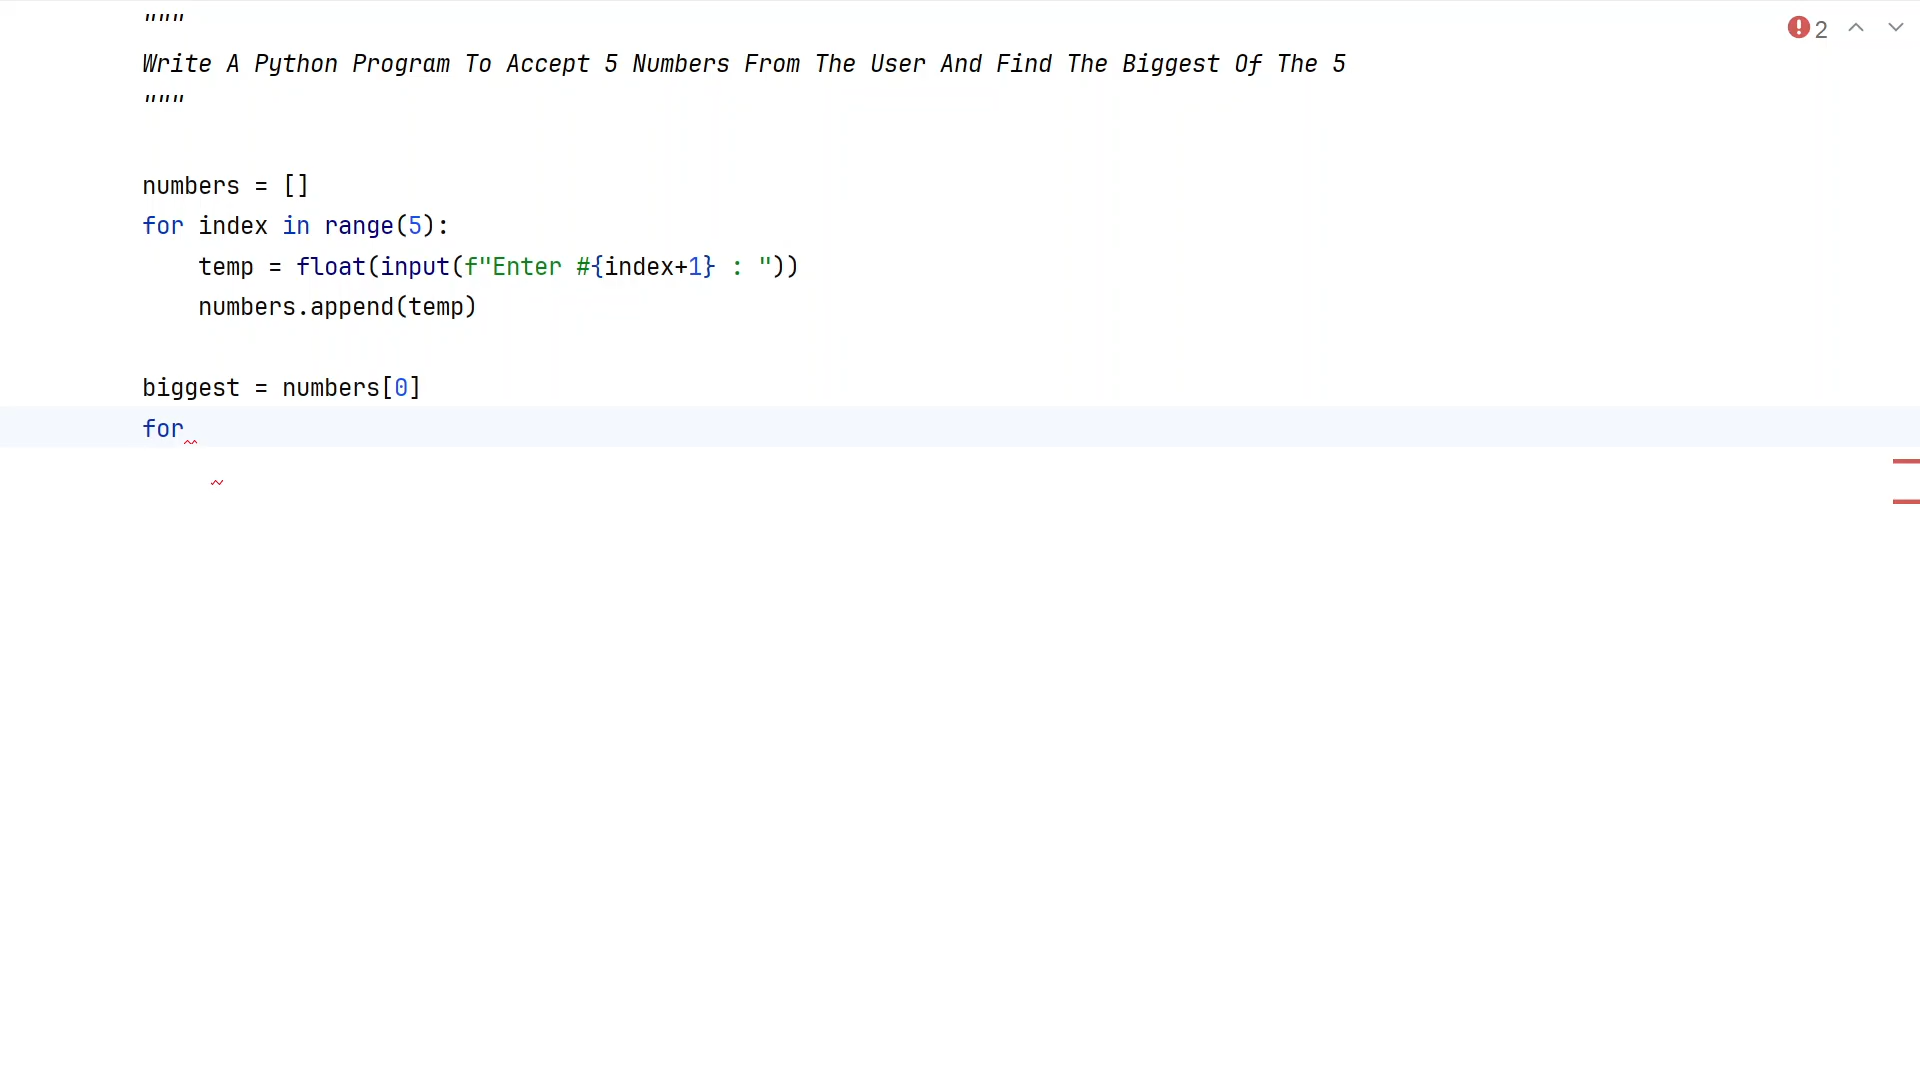 """
Write A Python Program To Accept 5 Numbers From The User And Find The Biggest Of The 5
"""
numbers = []
for index in range(5):
    temp = float(input(f"Enter #{index+1} : "))
    numbers.append(temp)
biggest = numbers[0]
for
2